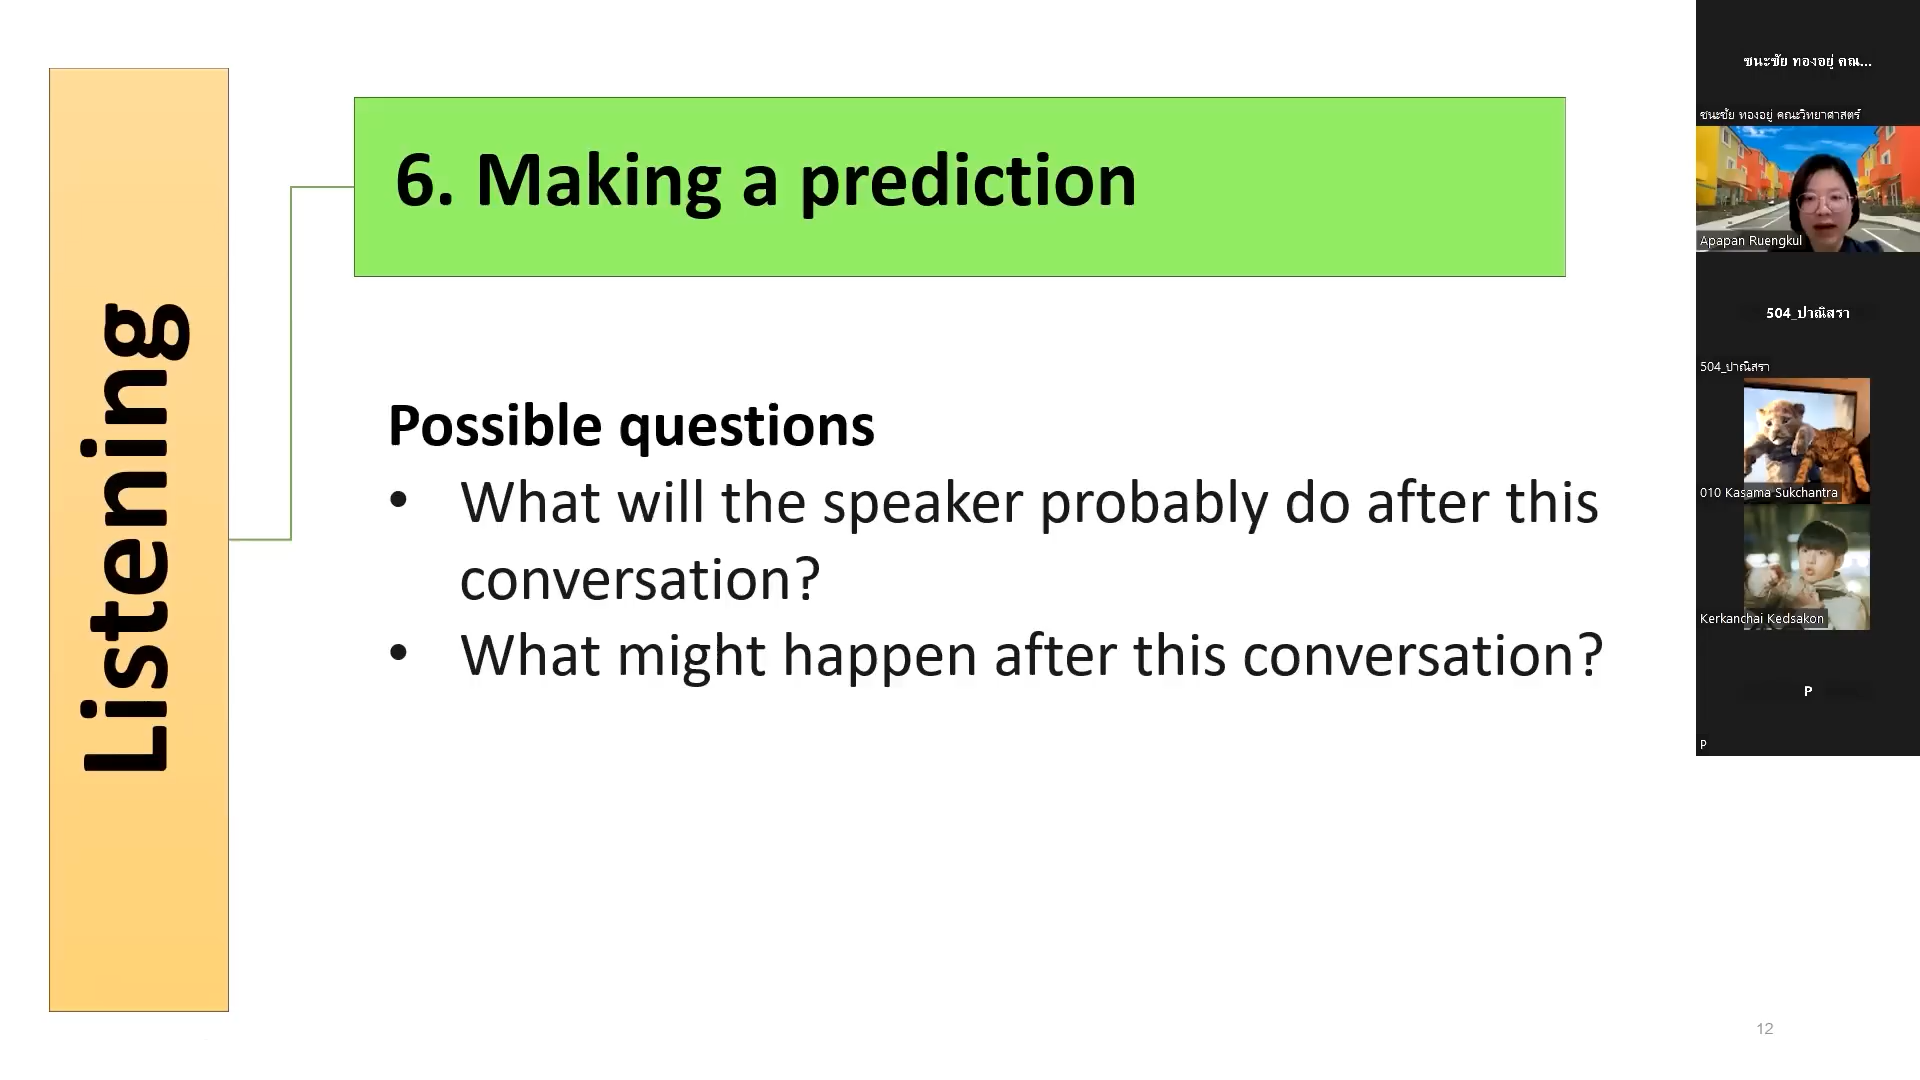 Listening
6. Making a prediction
Possible questions
• What will the speaker probably do after this
conversation?
• What might happen after this conversation?
12
ชนะชัย ทองอยู่ คณ...
ชนะชัย ทองอยู่ คณะวิทยาศาสตร์
Apapan Ruengkul
504_ปาณิสรา
504_ปาณิสรา
010 Kasama Sukchantra
Kerkanchai Kedsakon
P
P